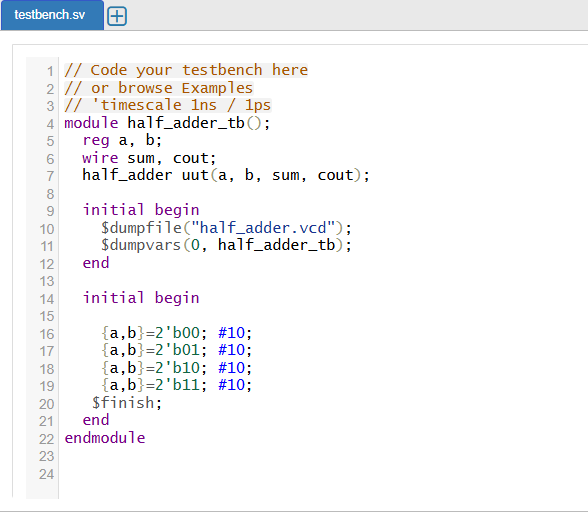 testbench.sv
1 // Code your testbench here
2 // or browse Examples
3 // 'timescale 1ns / 1ps
4 module half_adder_tb();
5   reg a, b;
6   wire sum, cout;
7   half_adder uut(a, b, sum, cout);
8
9   initial begin
10     $dumpfile("half_adder.vcd");
11     $dumpvars(0, half_adder_tb);
12   end
13
14   initial begin
15
16     {a,b}=2'b00; #10;
17     {a,b}=2'b01; #10;
18     {a,b}=2'b10; #10;
19     {a,b}=2'b11; #10;
20    $finish;
21   end
22 endmodule
23
24